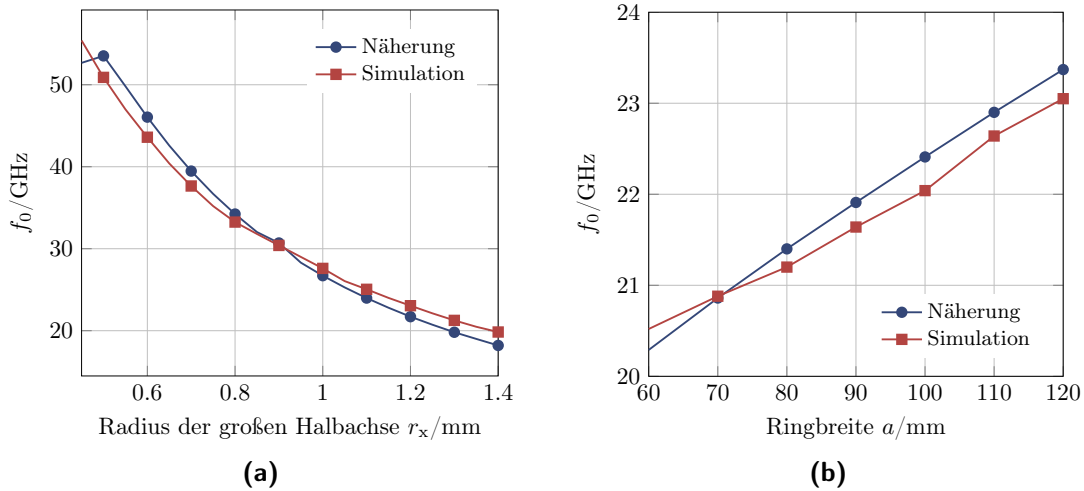 50
40
30
20
0.6
0.8
1
1.2
1.4
f₀/GHz
Radius der großen Halbachse rₓ/mm
Näherung
Simulation
(a)
24
23
22
21
20
60
70
80
90
100
110
120
f₀/GHz
Ringbreite a/mm
Näherung
Simulation
(b)